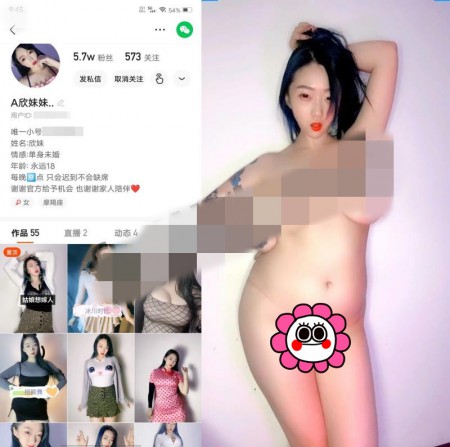 9:45
54%
5.7w 粉丝 573 关注
发私信 取消关注
A欣妹妹..
用户ID:
唯一小号
姓名:欣妹
情感:单身未婚
年龄: 永远18
每晚 点 只会迟到不会缺席
谢谢官方给予机会 也谢谢家人陪伴❤️
女 摩羯座
作品 55 直播 2 动态 4
置顶
姑娘想嫁人